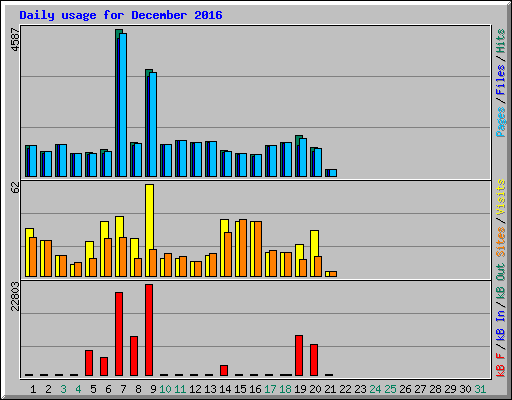 Daily usage for December 2016
4587
Pages / Files / Hits
62
Sites / Visits
22803
kB F / kB In / kB Out
1 2 3 4 5 6 7 8 9 10 11 12 13 14 15 16 17 18 19 20 21 22 23 24 25 26 27 28 29 30 31